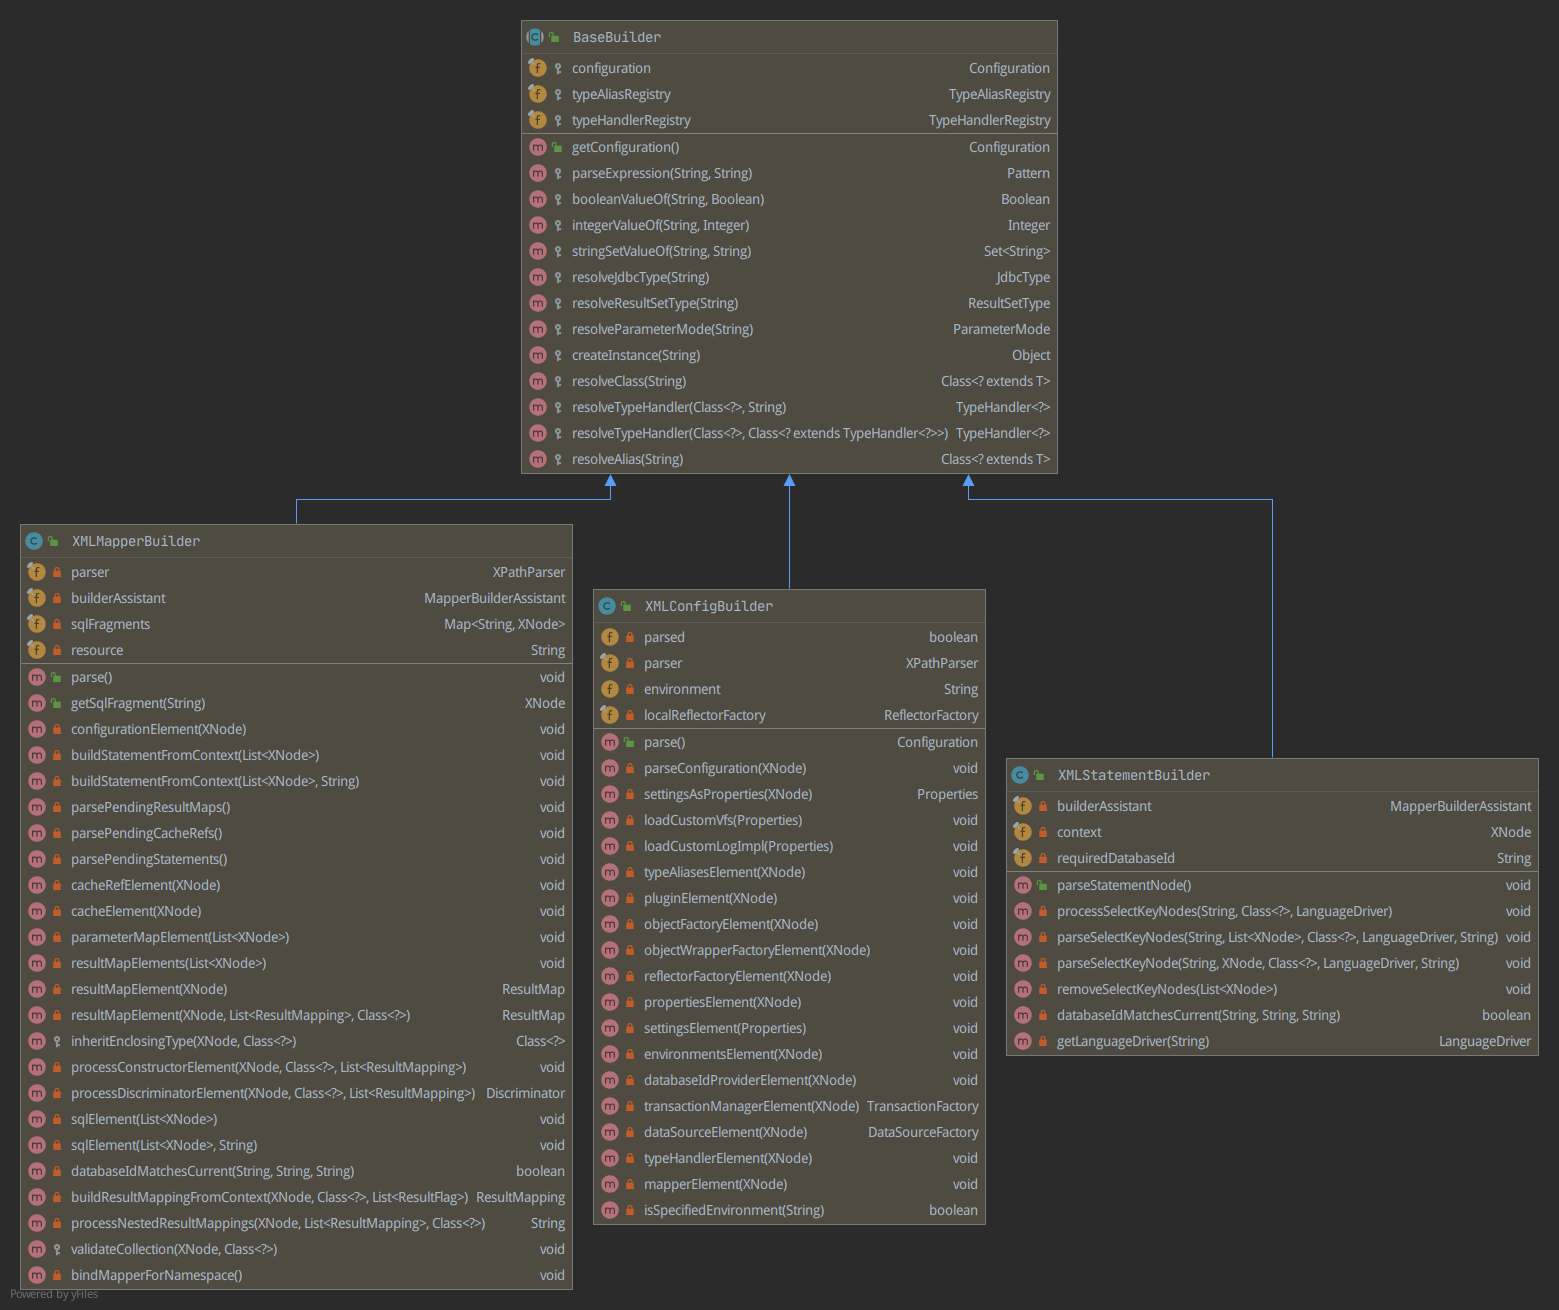 BaseBuilder
configuration Configuration
typeAliasRegistry TypeAliasRegistry
typeHandlerRegistry TypeHandlerRegistry
getConfiguration() Configuration
parseExpression(String, String) Pattern
booleanValueOf(String, Boolean) Boolean
integerValueOf(String, Integer) Integer
stringSetValueOf(String, String) Set<String>
resolveJdbcType(String) JdbcType
resolveResultSetType(String) ResultSetType
resolveParameterMode(String) ParameterMode
createInstance(String) Object
resolveClass(String) Class<? extends T>
resolveTypeHandler(Class<?>, String) TypeHandler<?>
resolveTypeHandler(Class<?>, Class<? extends TypeHandler<?>>) TypeHandler<?>
resolveAlias(String) Class<? extends T>
XMLMapperBuilder
parser XPathParser
builderAssistant MapperBuilderAssistant
sqlFragments Map<String, XNode>
resource String
parse() void
getSqlFragment(String) XNode
configurationElement(XNode) void
buildStatementFromContext(List<XNode>) void
buildStatementFromContext(List<XNode>, String) void
parsePendingResultMaps() void
parsePendingCacheRefs() void
parsePendingStatements() void
cacheRefElement(XNode) void
cacheElement(XNode) void
parameterMapElement(List<XNode>) void
resultMapElements(List<XNode>) void
resultMapElement(XNode) ResultMap
resultMapElement(XNode, List<ResultMapping>, Class<?>) ResultMap
inheritEnclosingType(XNode, Class<?>) Class<?>
processConstructorElement(XNode, Class<?>, List<ResultMapping>) void
processDiscriminatorElement(XNode, Class<?>, List<ResultMapping>) Discriminator
sqlElement(List<XNode>) void
sqlElement(List<XNode>, String) void
databaseIdMatchesCurrent(String, String, String) boolean
buildResultMappingFromContext(XNode, Class<?>, List<ResultFlag>) ResultMapping
processNestedResultMappings(XNode, List<ResultMapping>, Class<?>) String
validateCollection(XNode, Class<?>) void
bindMapperForNamespace() void
XMLConfigBuilder
parsed boolean
parser XPathParser
environment String
localReflectorFactory ReflectorFactory
parse() Configuration
parseConfiguration(XNode) void
settingsAsProperties(XNode) Properties
loadCustomVfs(Properties) void
loadCustomLogImpl(Properties) void
typeAliasesElement(XNode) void
pluginElement(XNode) void
objectFactoryElement(XNode) void
objectWrapperFactoryElement(XNode) void
reflectorFactoryElement(XNode) void
propertiesElement(XNode) void
settingsElement(Properties) void
environmentsElement(XNode) void
databaseIdProviderElement(XNode) void
transactionManagerElement(XNode) TransactionFactory
dataSourceElement(XNode) DataSourceFactory
typeHandlerElement(XNode) void
mapperElement(XNode) void
isSpecifiedEnvironment(String) boolean
XMLStatementBuilder
builderAssistant MapperBuilderAssistant
context XNode
requiredDatabaseId String
parseStatementNode() void
processSelectKeyNodes(String, Class<?>, LanguageDriver) void
parseSelectKeyNodes(String, List<XNode>, Class<?>, LanguageDriver, String) void
parseSelectKeyNode(String, XNode, Class<?>, LanguageDriver, String) void
removeSelectKeyNodes(List<XNode>) void
databaseIdMatchesCurrent(String, String, String) boolean
getLanguageDriver(String) LanguageDriver
Powered by yFiles